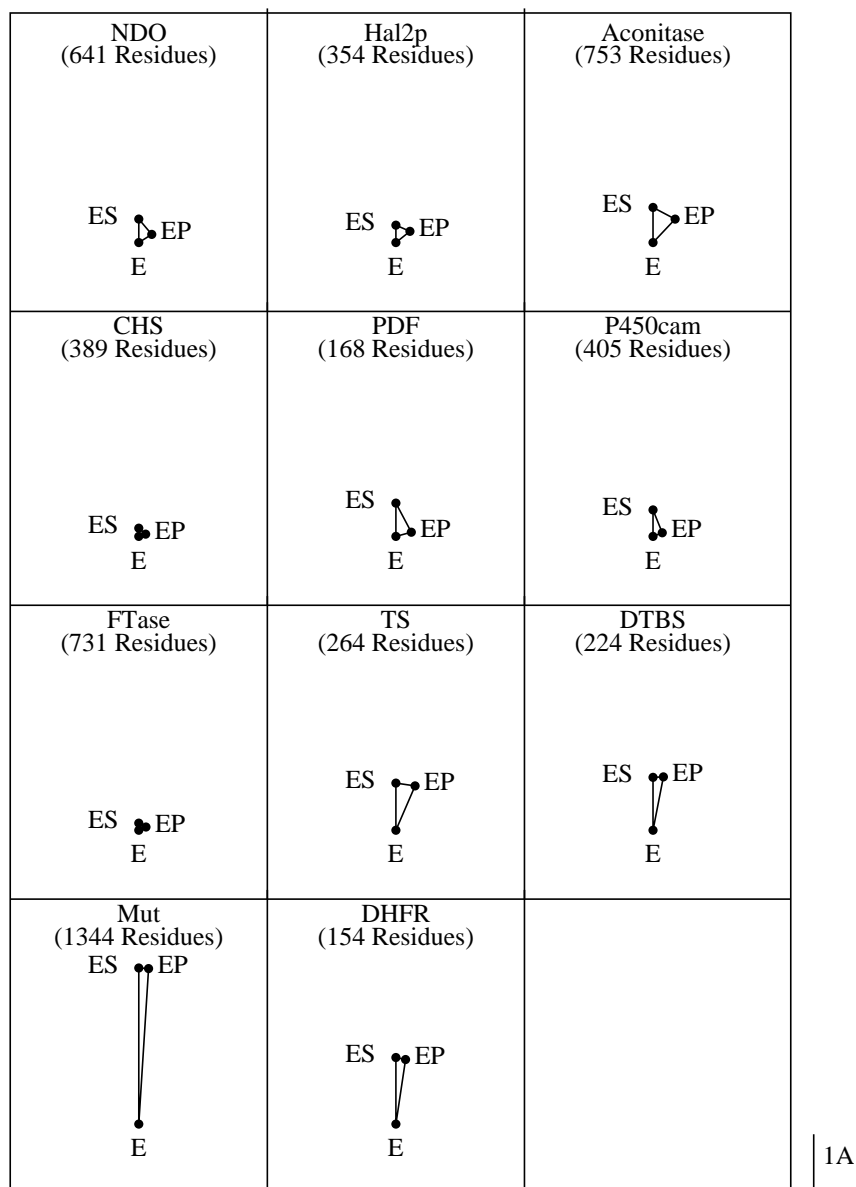 NDO
(641 Residues)
ES
EP
E
Hal2p
(354 Residues)
ES
EP
E
Aconitase
(753 Residues)
ES
EP
E
CHS
(389 Residues)
ES
EP
E
PDF
(168 Residues)
ES
EP
E
P450cam
(405 Residues)
ES
EP
E
FTase
(731 Residues)
ES
EP
E
TS
(264 Residues)
ES
EP
E
DTBS
(224 Residues)
ES
EP
E
Mut
(1344 Residues)
ES
EP
E
DHFR
(154 Residues)
ES
EP
E
1A